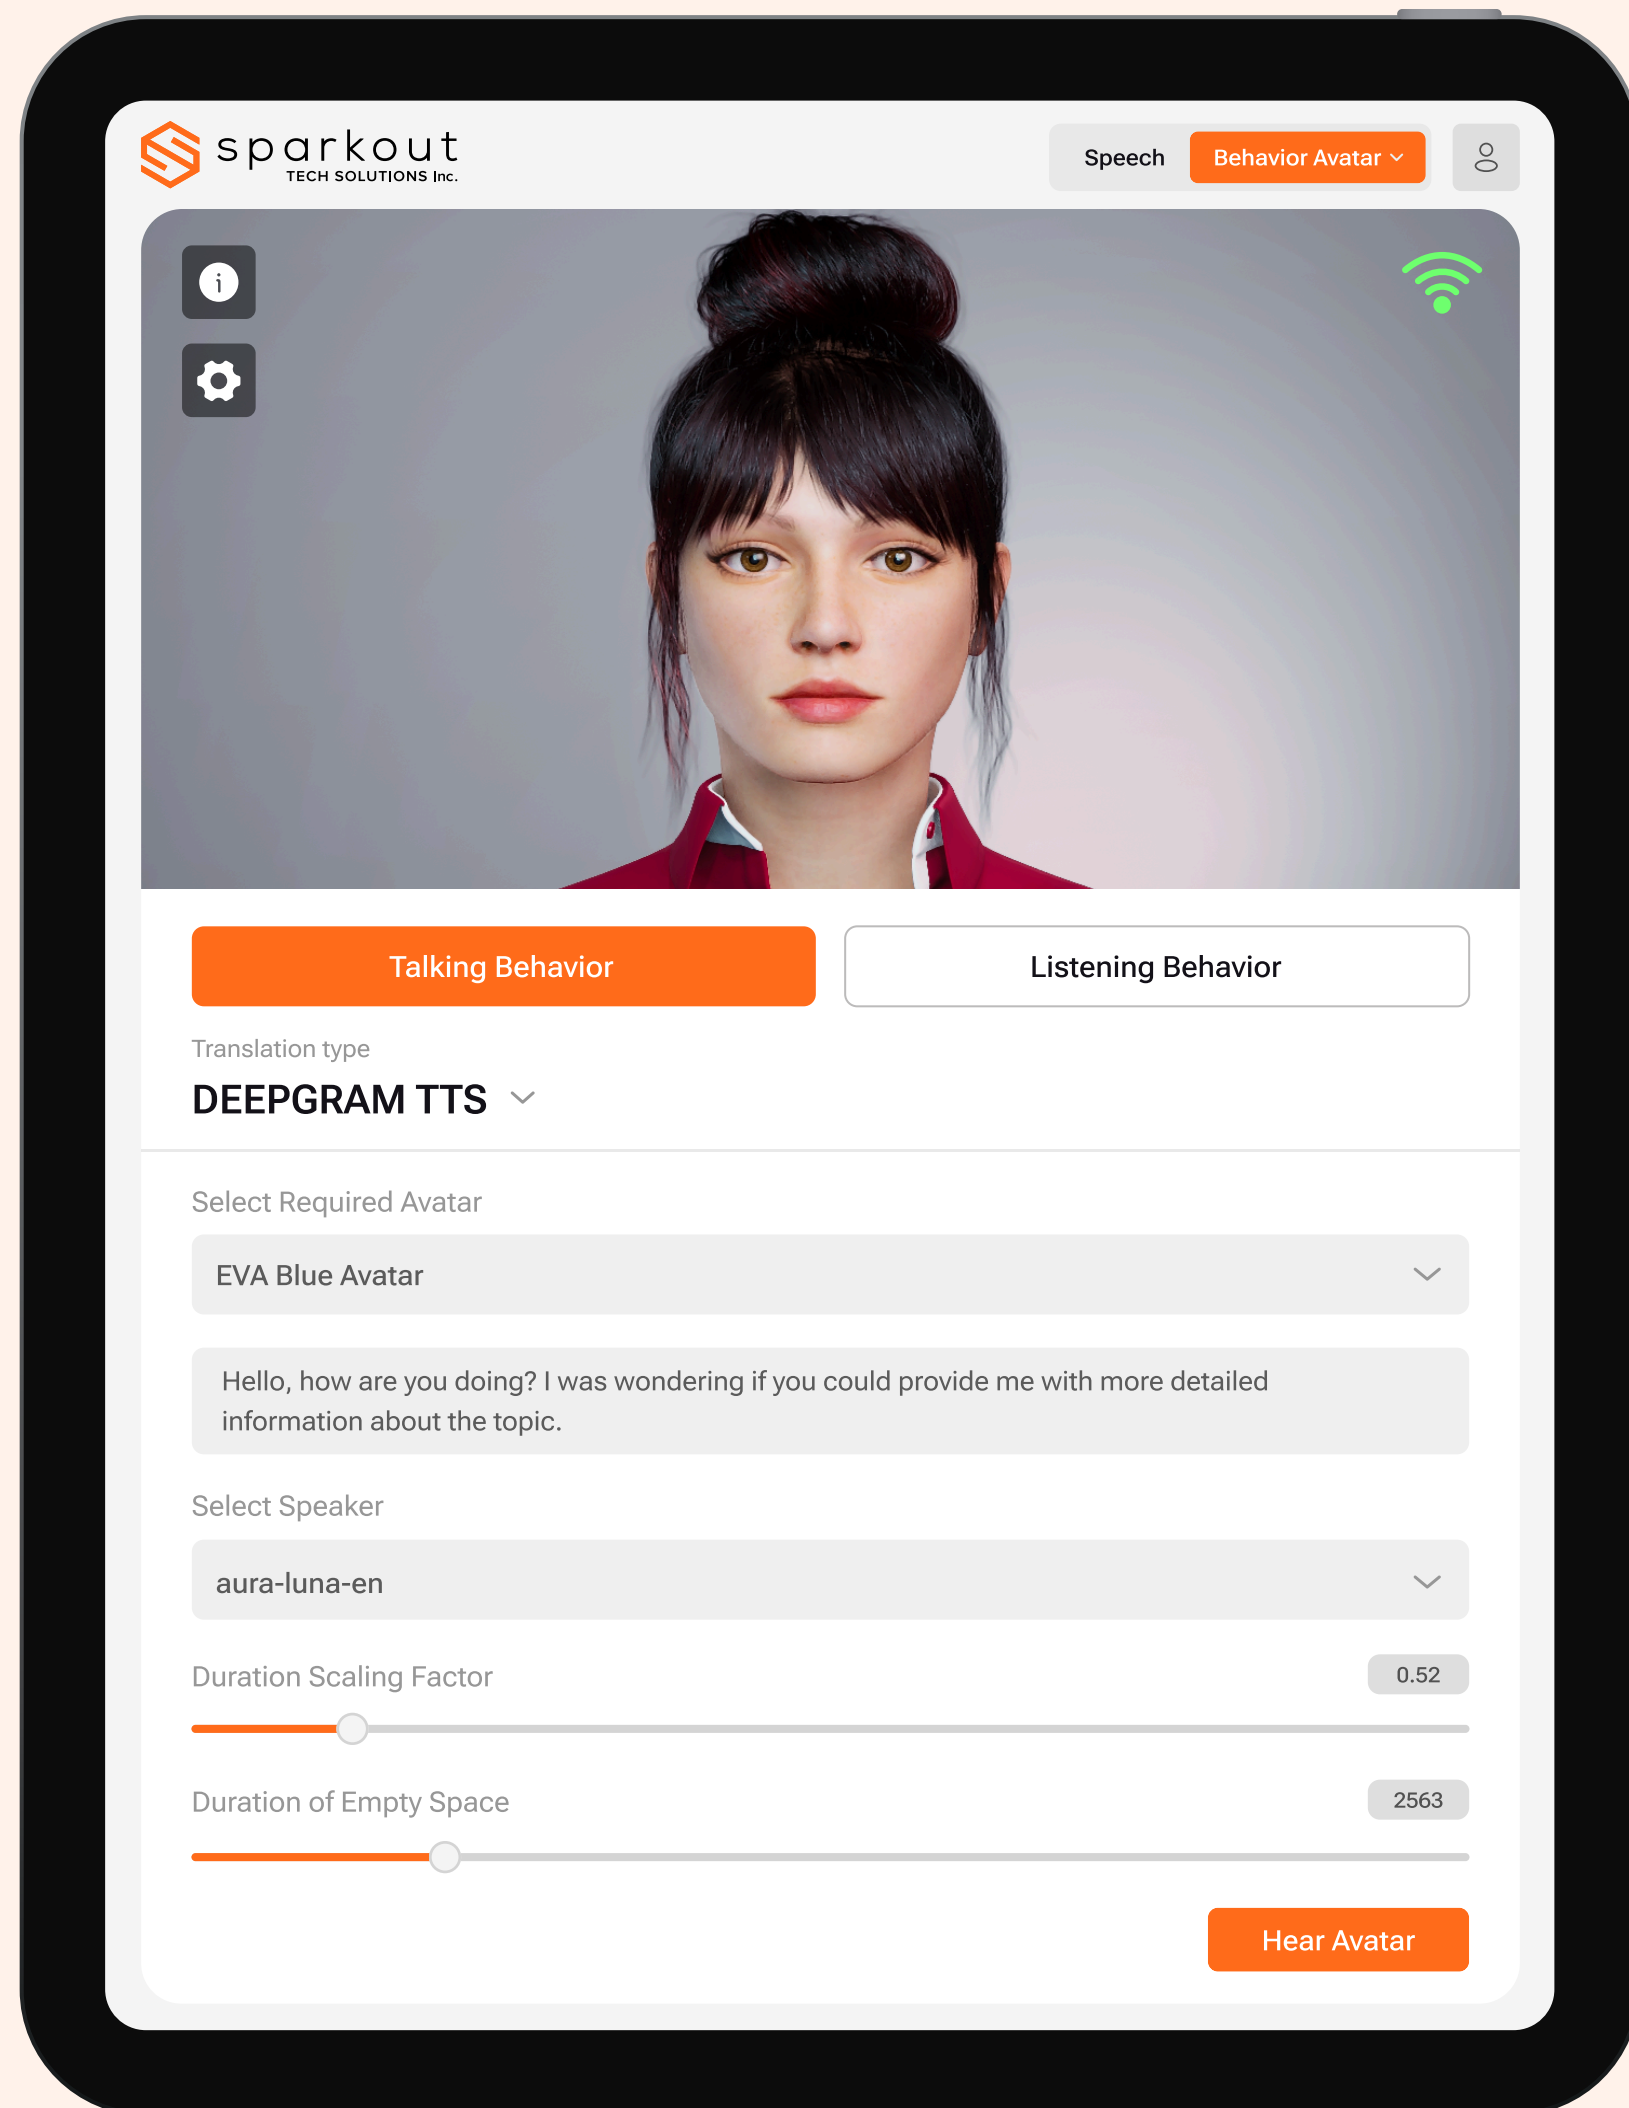 sparkout
TECH SOLUTIONS Inc.
Speech
Behavior Avatar
i
Talking Behavior
Listening Behavior
Translation type
DEEPGRAM TTS
Select Required Avatar
EVA Blue Avatar
Hello, how are you doing? I was wondering if you could provide me with more detailed
information about the topic.
Select Speaker
aura-luna-en
Duration Scaling Factor
0.52
Duration of Empty Space
2563
Hear Avatar